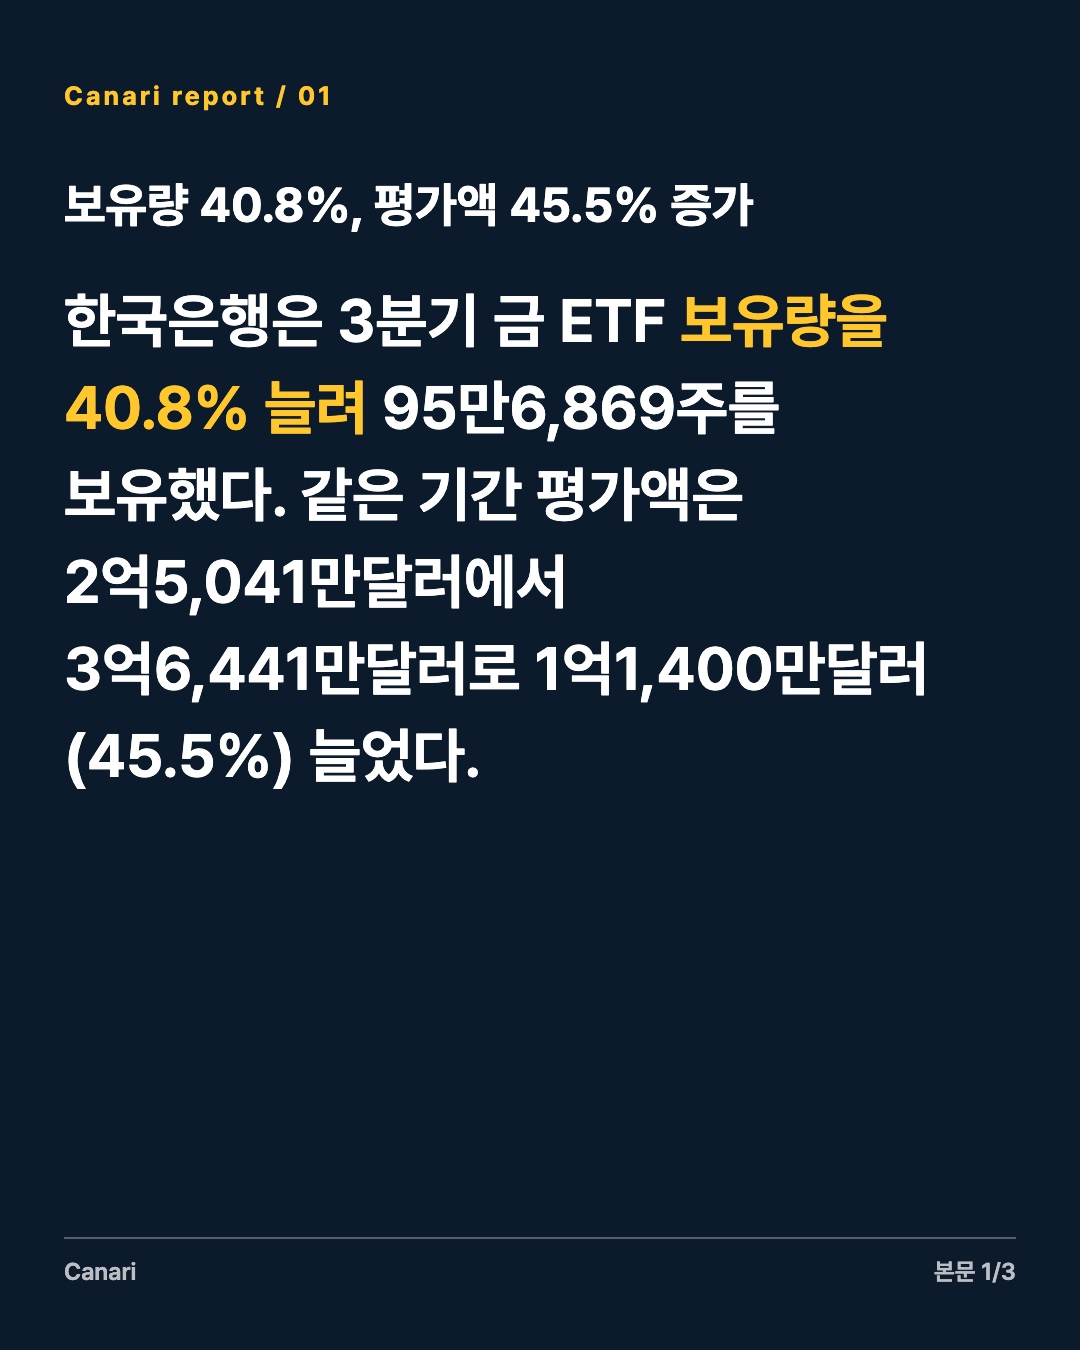 Canari report / 01
보유량 40.8%, 평가액 45.5% 증가
한국은행은 3분기 금 ETF 보유량을
40.8% 늘려 95만6,869주를
보유했다. 같은 기간 평가액은
2억5,041만달러에서
3억6,441만달러로 1억1,400만달러
(45.5%) 늘었다.
Canari
본문 1/3